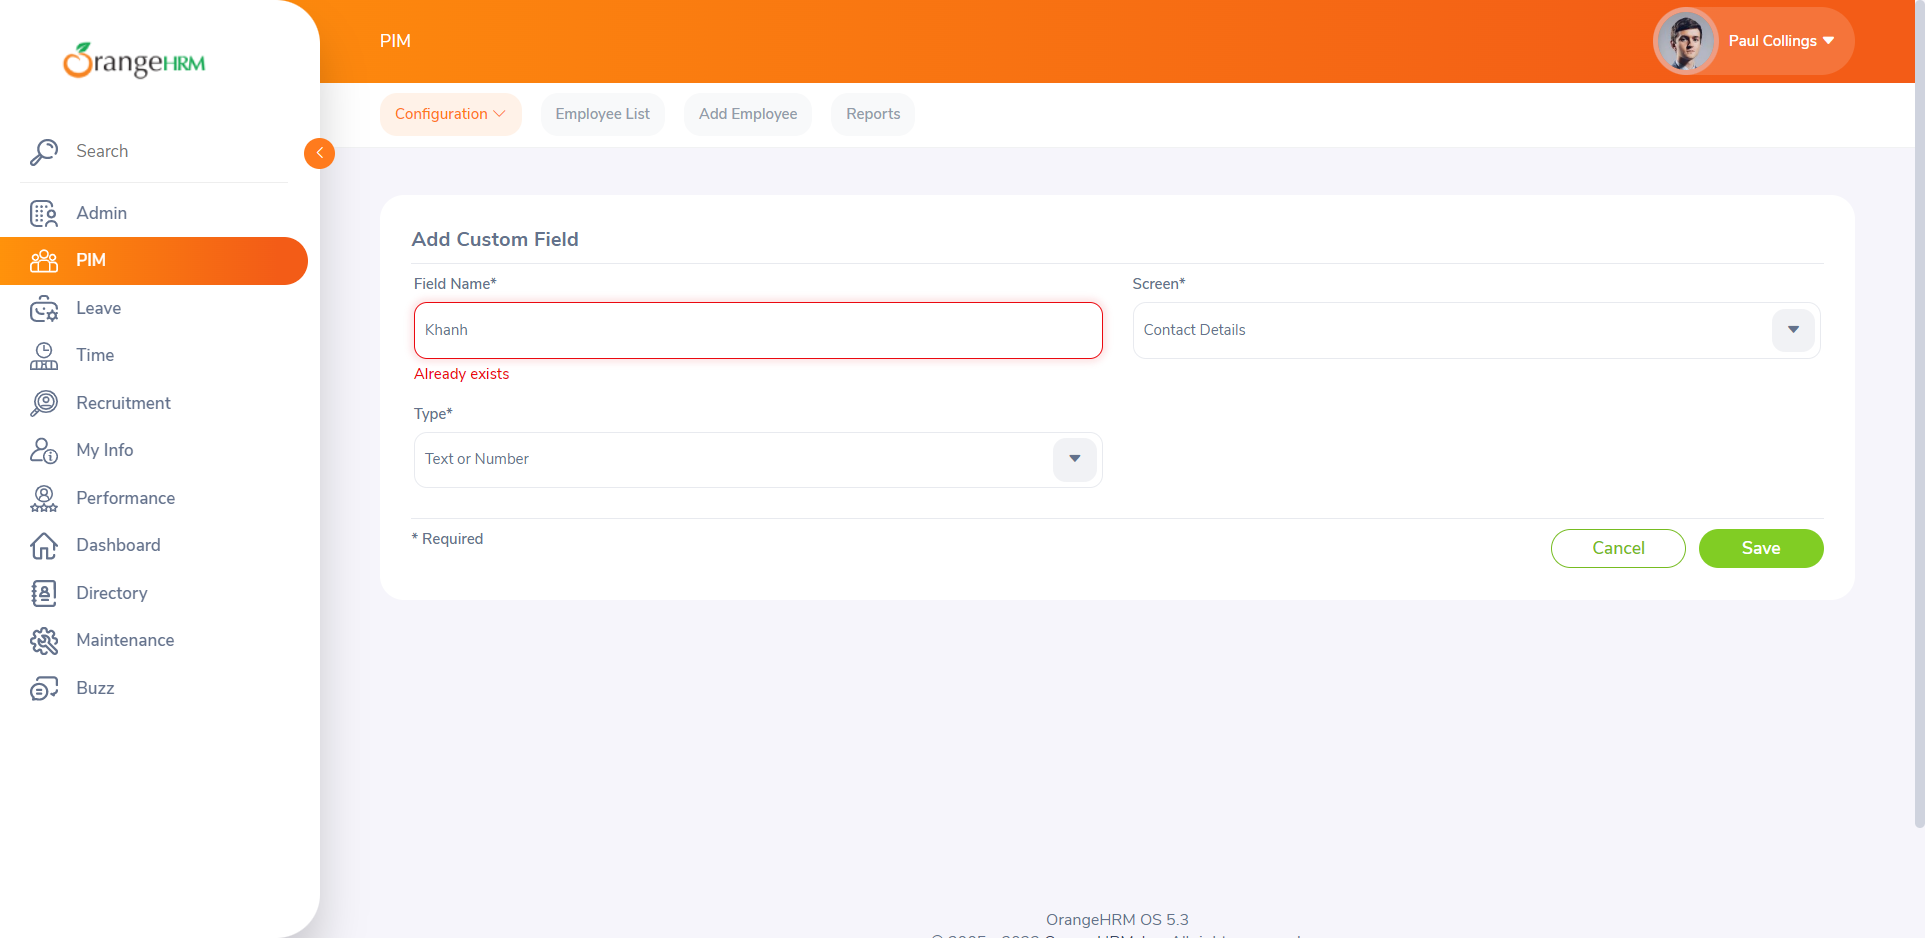 OrangeHRM
PIM
Paul Collings
Configuration
Employee List
Add Employee
Reports
Search
Admin
PIM
Leave
Time
Recruitment
My Info
Performance
Dashboard
Directory
Maintenance
Buzz
Add Custom Field
Field Name*
Screen*
Khanh
Contact Details
Already exists
Type*
Text or Number
* Required
Cancel
Save
OrangeHRM OS 5.3